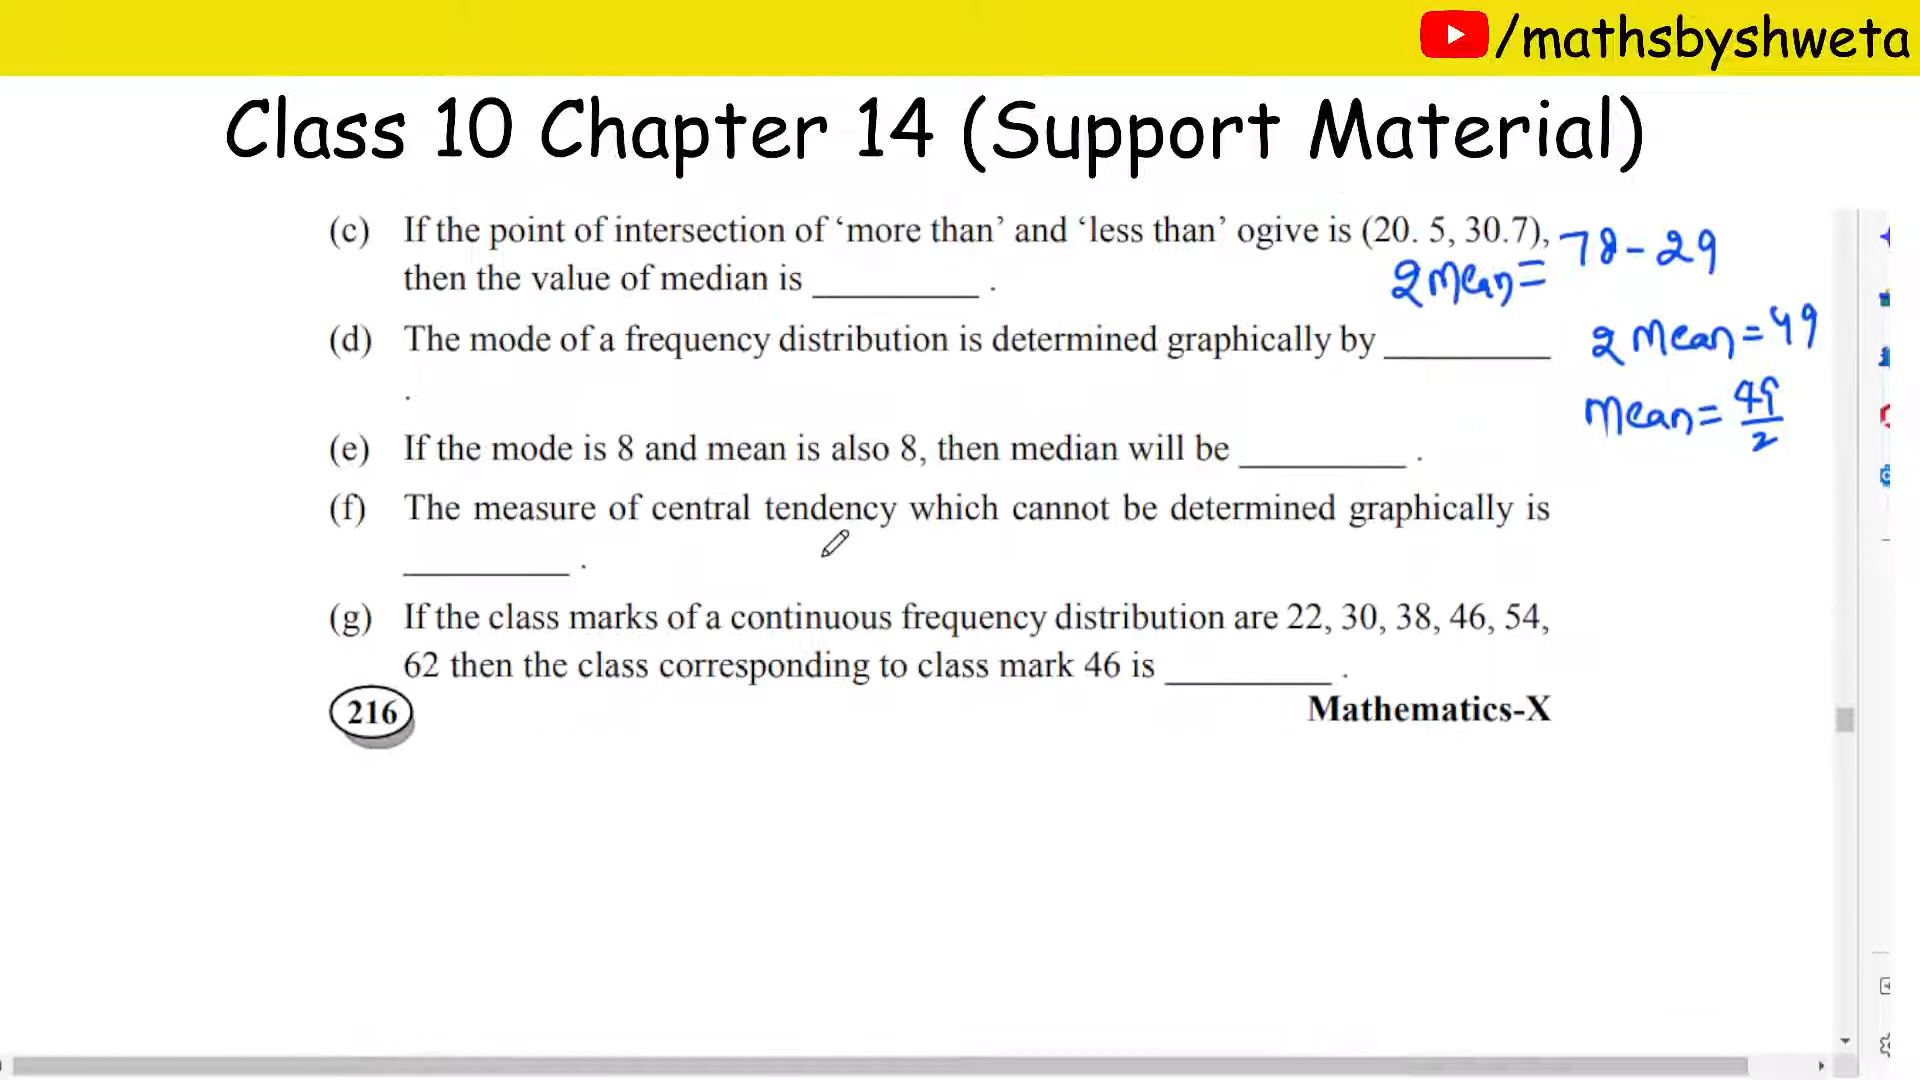 /mathsbyshweta
Class 10 Chapter 14 (Support Material)
(c) If the point of intersection of ‘more than’ and ‘less than’ ogive is (20. 5, 30.7),
then the value of median is __________ .
2 mean = 78 - 29
2 mean = 49
(d) The mode of a frequency distribution is determined graphically by __________
.
mean = 49/2
(e) If the mode is 8 and mean is also 8, then median will be __________ .
(f) The measure of central tendency which cannot be determined graphically is
__________ .
(g) If the class marks of a continuous frequency distribution are 22, 30, 38, 46, 54,
62 then the class corresponding to class mark 46 is __________ .
216
Mathematics-X